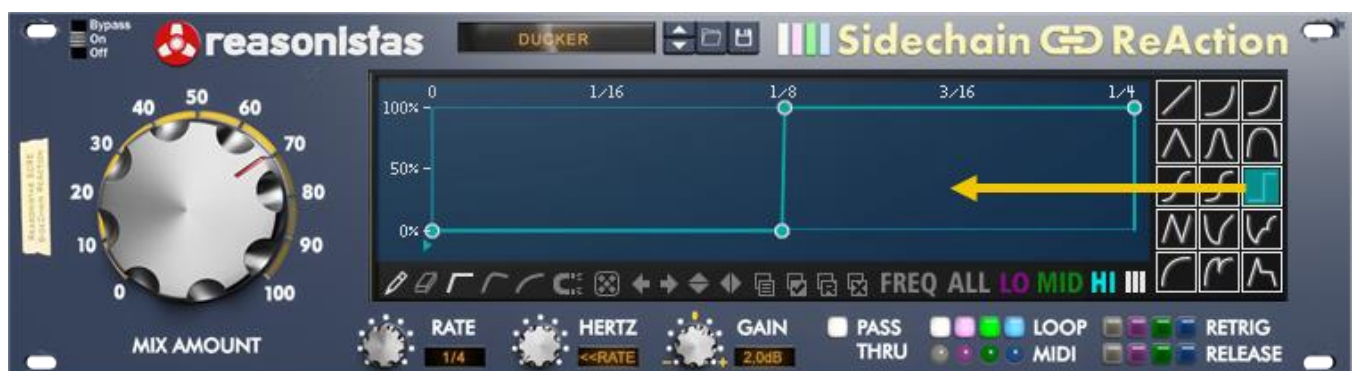 Bypass
On
Off
reasonistas
DUCKER
Sidechain ReAction
0 1/16 1/8 3/16 1/4
100%
50%
0%
0 10 20 30 40 50 60 70 80 90 100
MIX AMOUNT
FREQ ALL LO MID HI
RATE
1/4
HERTZ
<<RATE
GAIN
2,0dB
PASS
THRU
LOOP
MIDI
RETRIG
RELEASE